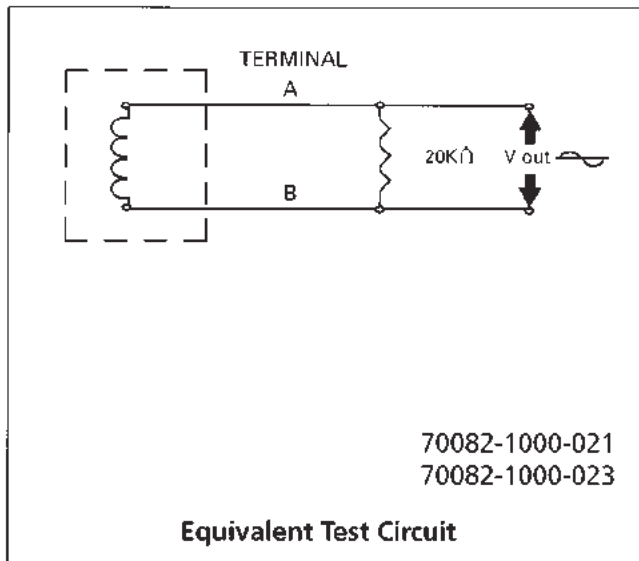 TERMINAL
A
20KΩ V out
B
70082-1000-021
70082-1000-023
Equivalent Test Circuit